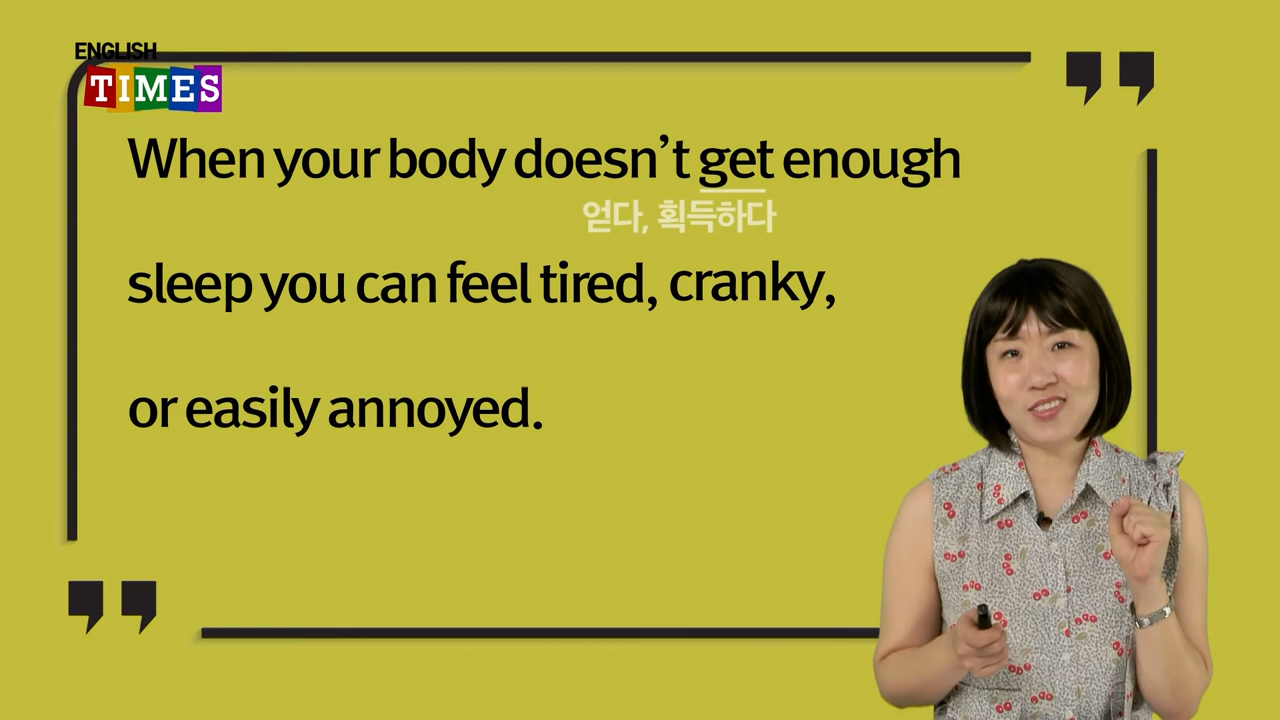 ENGLISH
TIMES
When your body doesn’t get enough
얻다, 획득하다
sleep you can feel tired, cranky,
or easily annoyed.